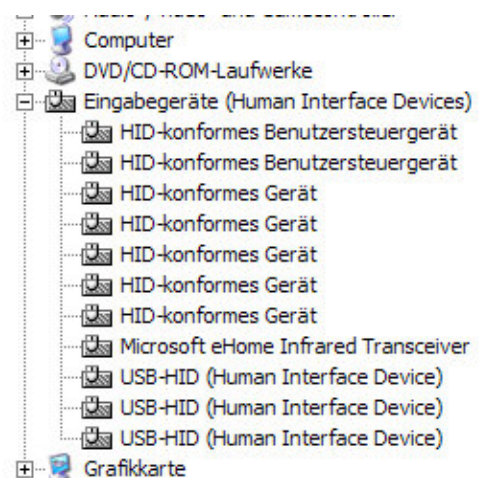 Computer
DVD/CD-ROM-Laufwerke
Eingabegeräte (Human Interface Devices)
HID-konformes Benutzersteuergerät
HID-konformes Benutzersteuergerät
HID-konformes Gerät
HID-konformes Gerät
HID-konformes Gerät
HID-konformes Gerät
HID-konformes Gerät
Microsoft eHome Infrared Transceiver
USB-HID (Human Interface Device)
USB-HID (Human Interface Device)
USB-HID (Human Interface Device)
Grafikkarte